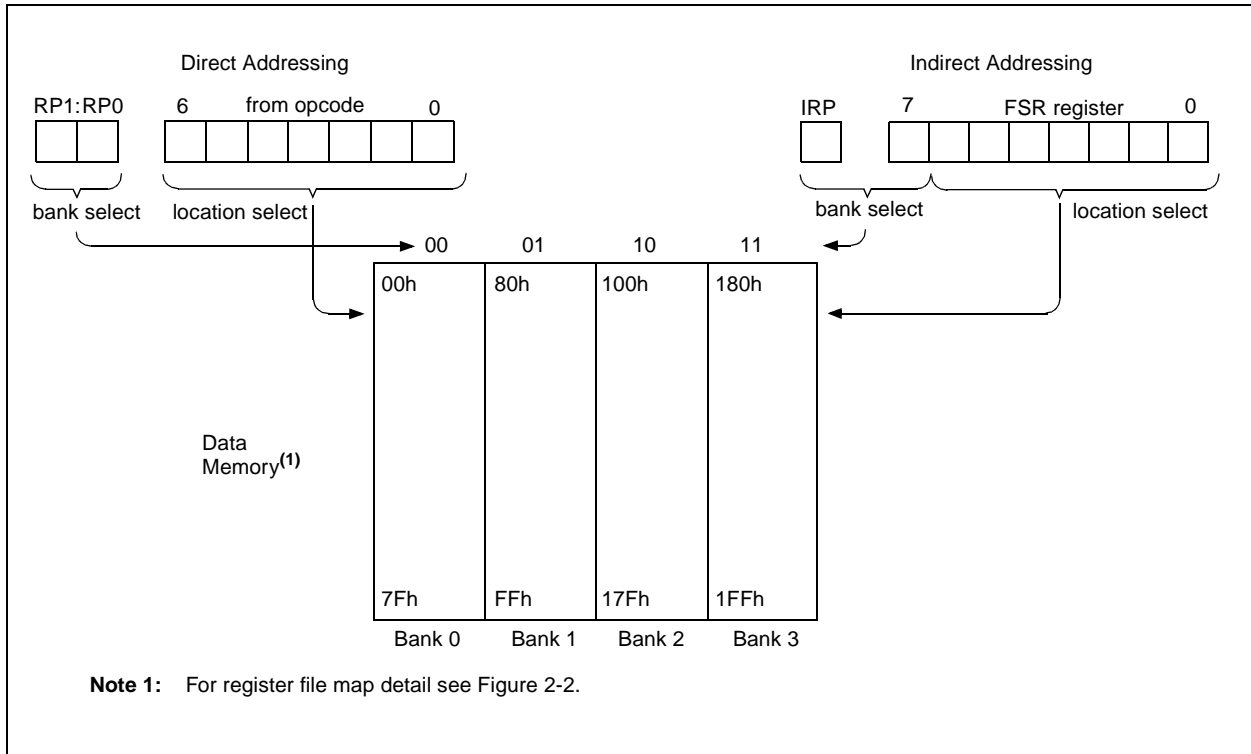 Direct Addressing
Indirect Addressing
RP1:RP0 6 from opcode 0
IRP 7 FSR register 0
bank select location select
bank select location select
00 01 10 11
00h 80h 100h 180h
Data
Memory(1)
7Fh FFh 17Fh 1FFh
Bank 0 Bank 1 Bank 2 Bank 3
Note 1: For register file map detail see Figure 2-2.